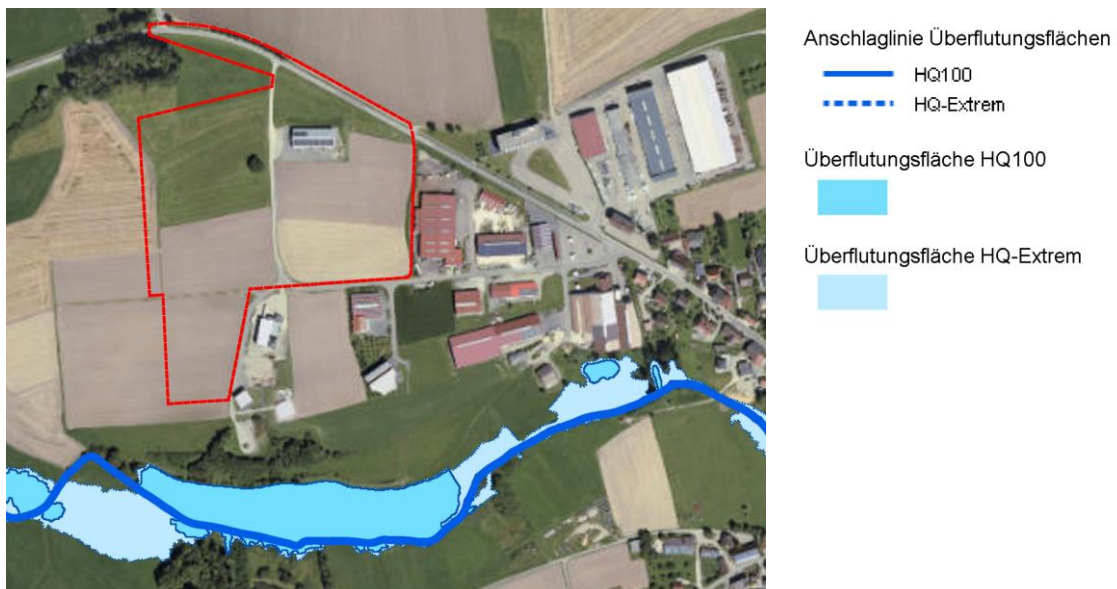 Anschlaglinie Überflutungsflächen
HQ100
HQ-Extrem
Überflutungsfläche HQ100
Überflutungsfläche HQ-Extrem